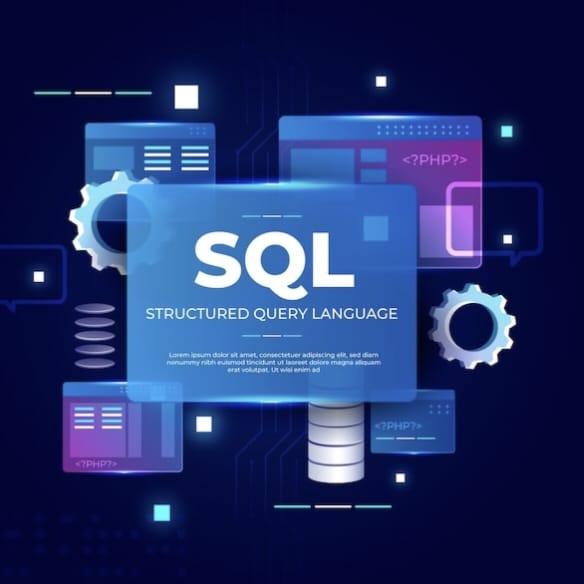 <?PHP?>
SQL
STRUCTURED QUERY LANGUAGE
Lorem ipsum dolor sit amet, consectetuer adipiscing elit, sed diam
nonummy nibh euismod tincidunt ut laoreet dolore magna aliquam
erat volutpat. Ut wisi enim ad
<?PHP?>
<?PHP?>